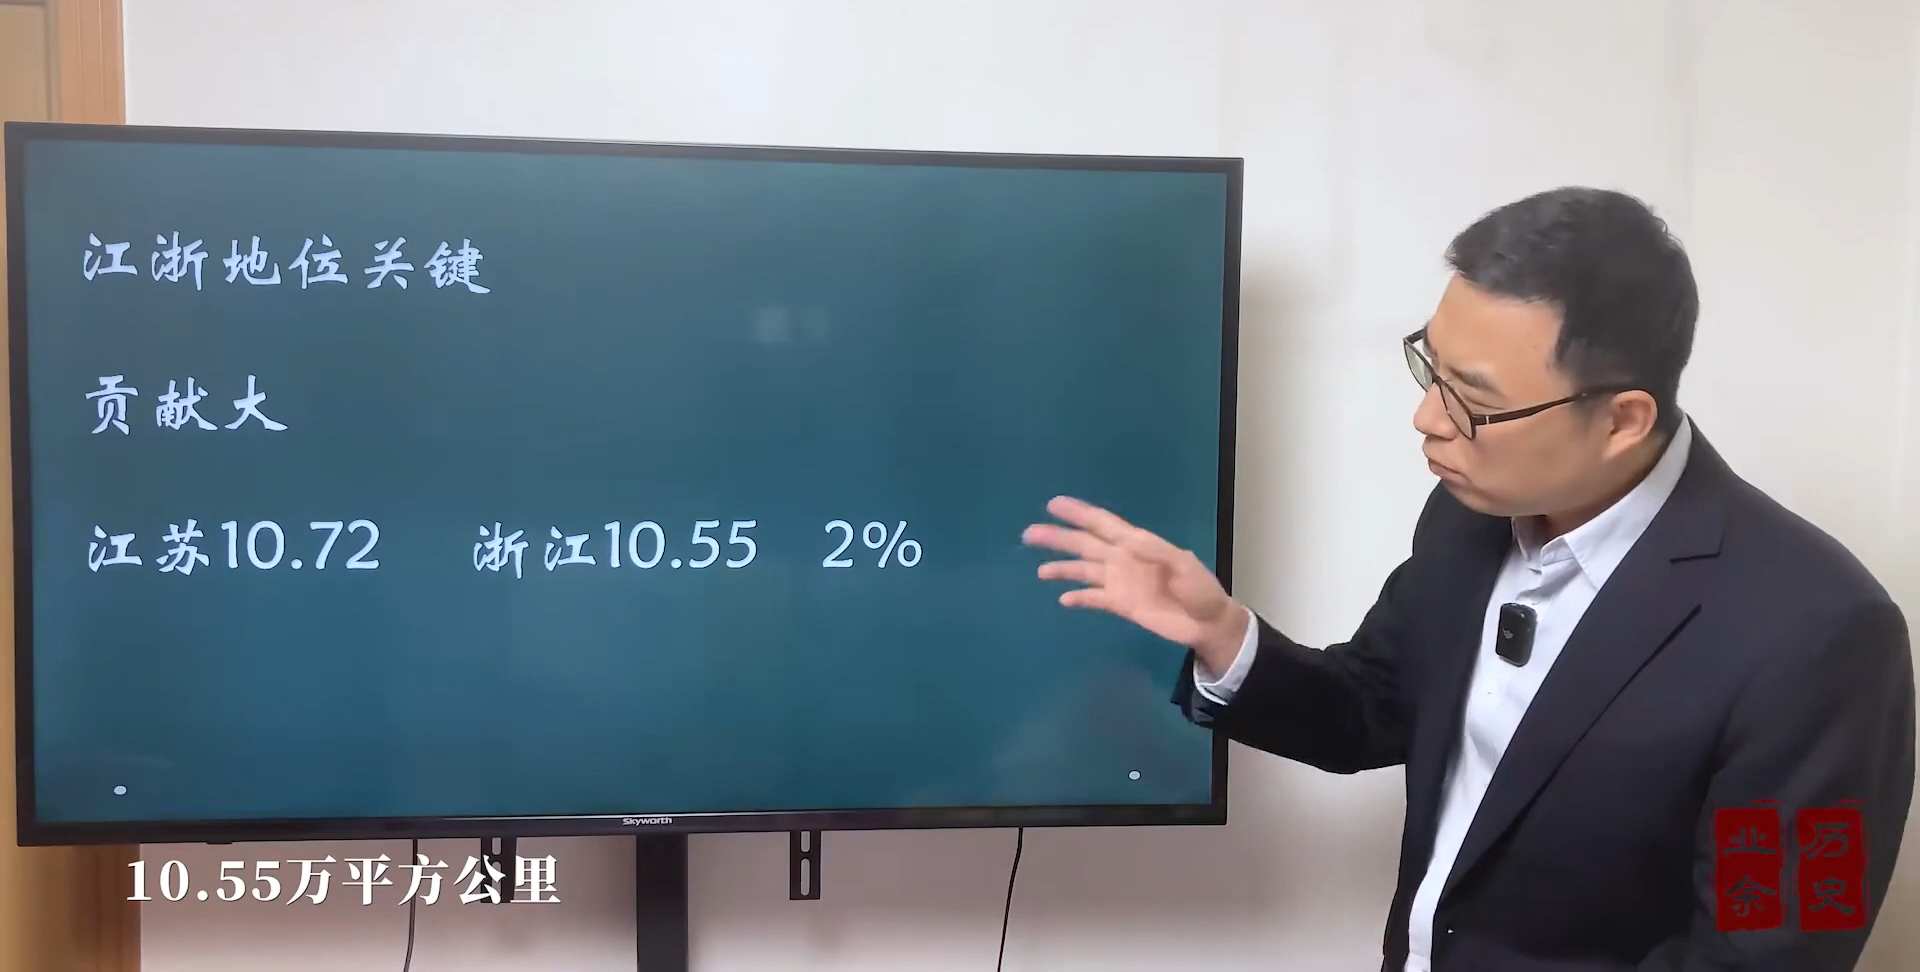 江浙地位关键
贡献大
江苏10.72 浙江10.55 2%
Skyworth
10.55万平方公里
历史
业余